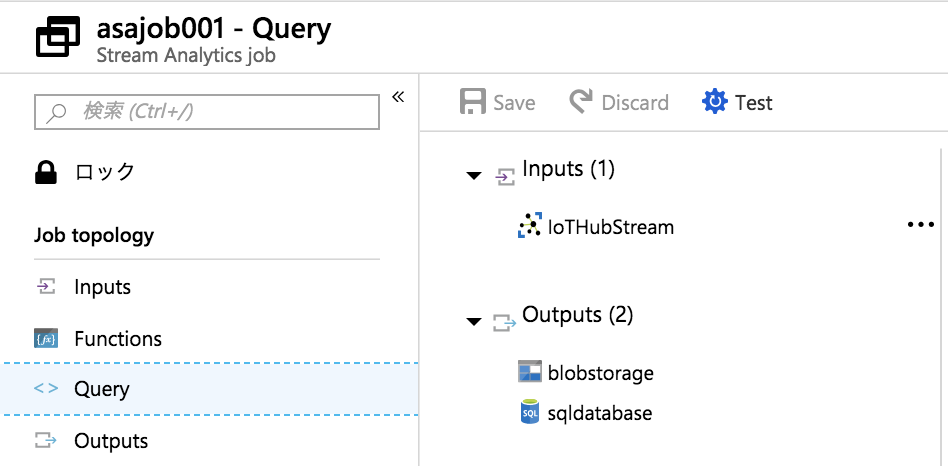 asajob001 - Query
Stream Analytics job
検索 (Ctrl+/)
«
ロック
Job topology
Inputs
Functions
<> Query
Outputs
Save Discard Test
Inputs (1)
IoTHubStream
Outputs (2)
blobstorage
SQL sqldatabase